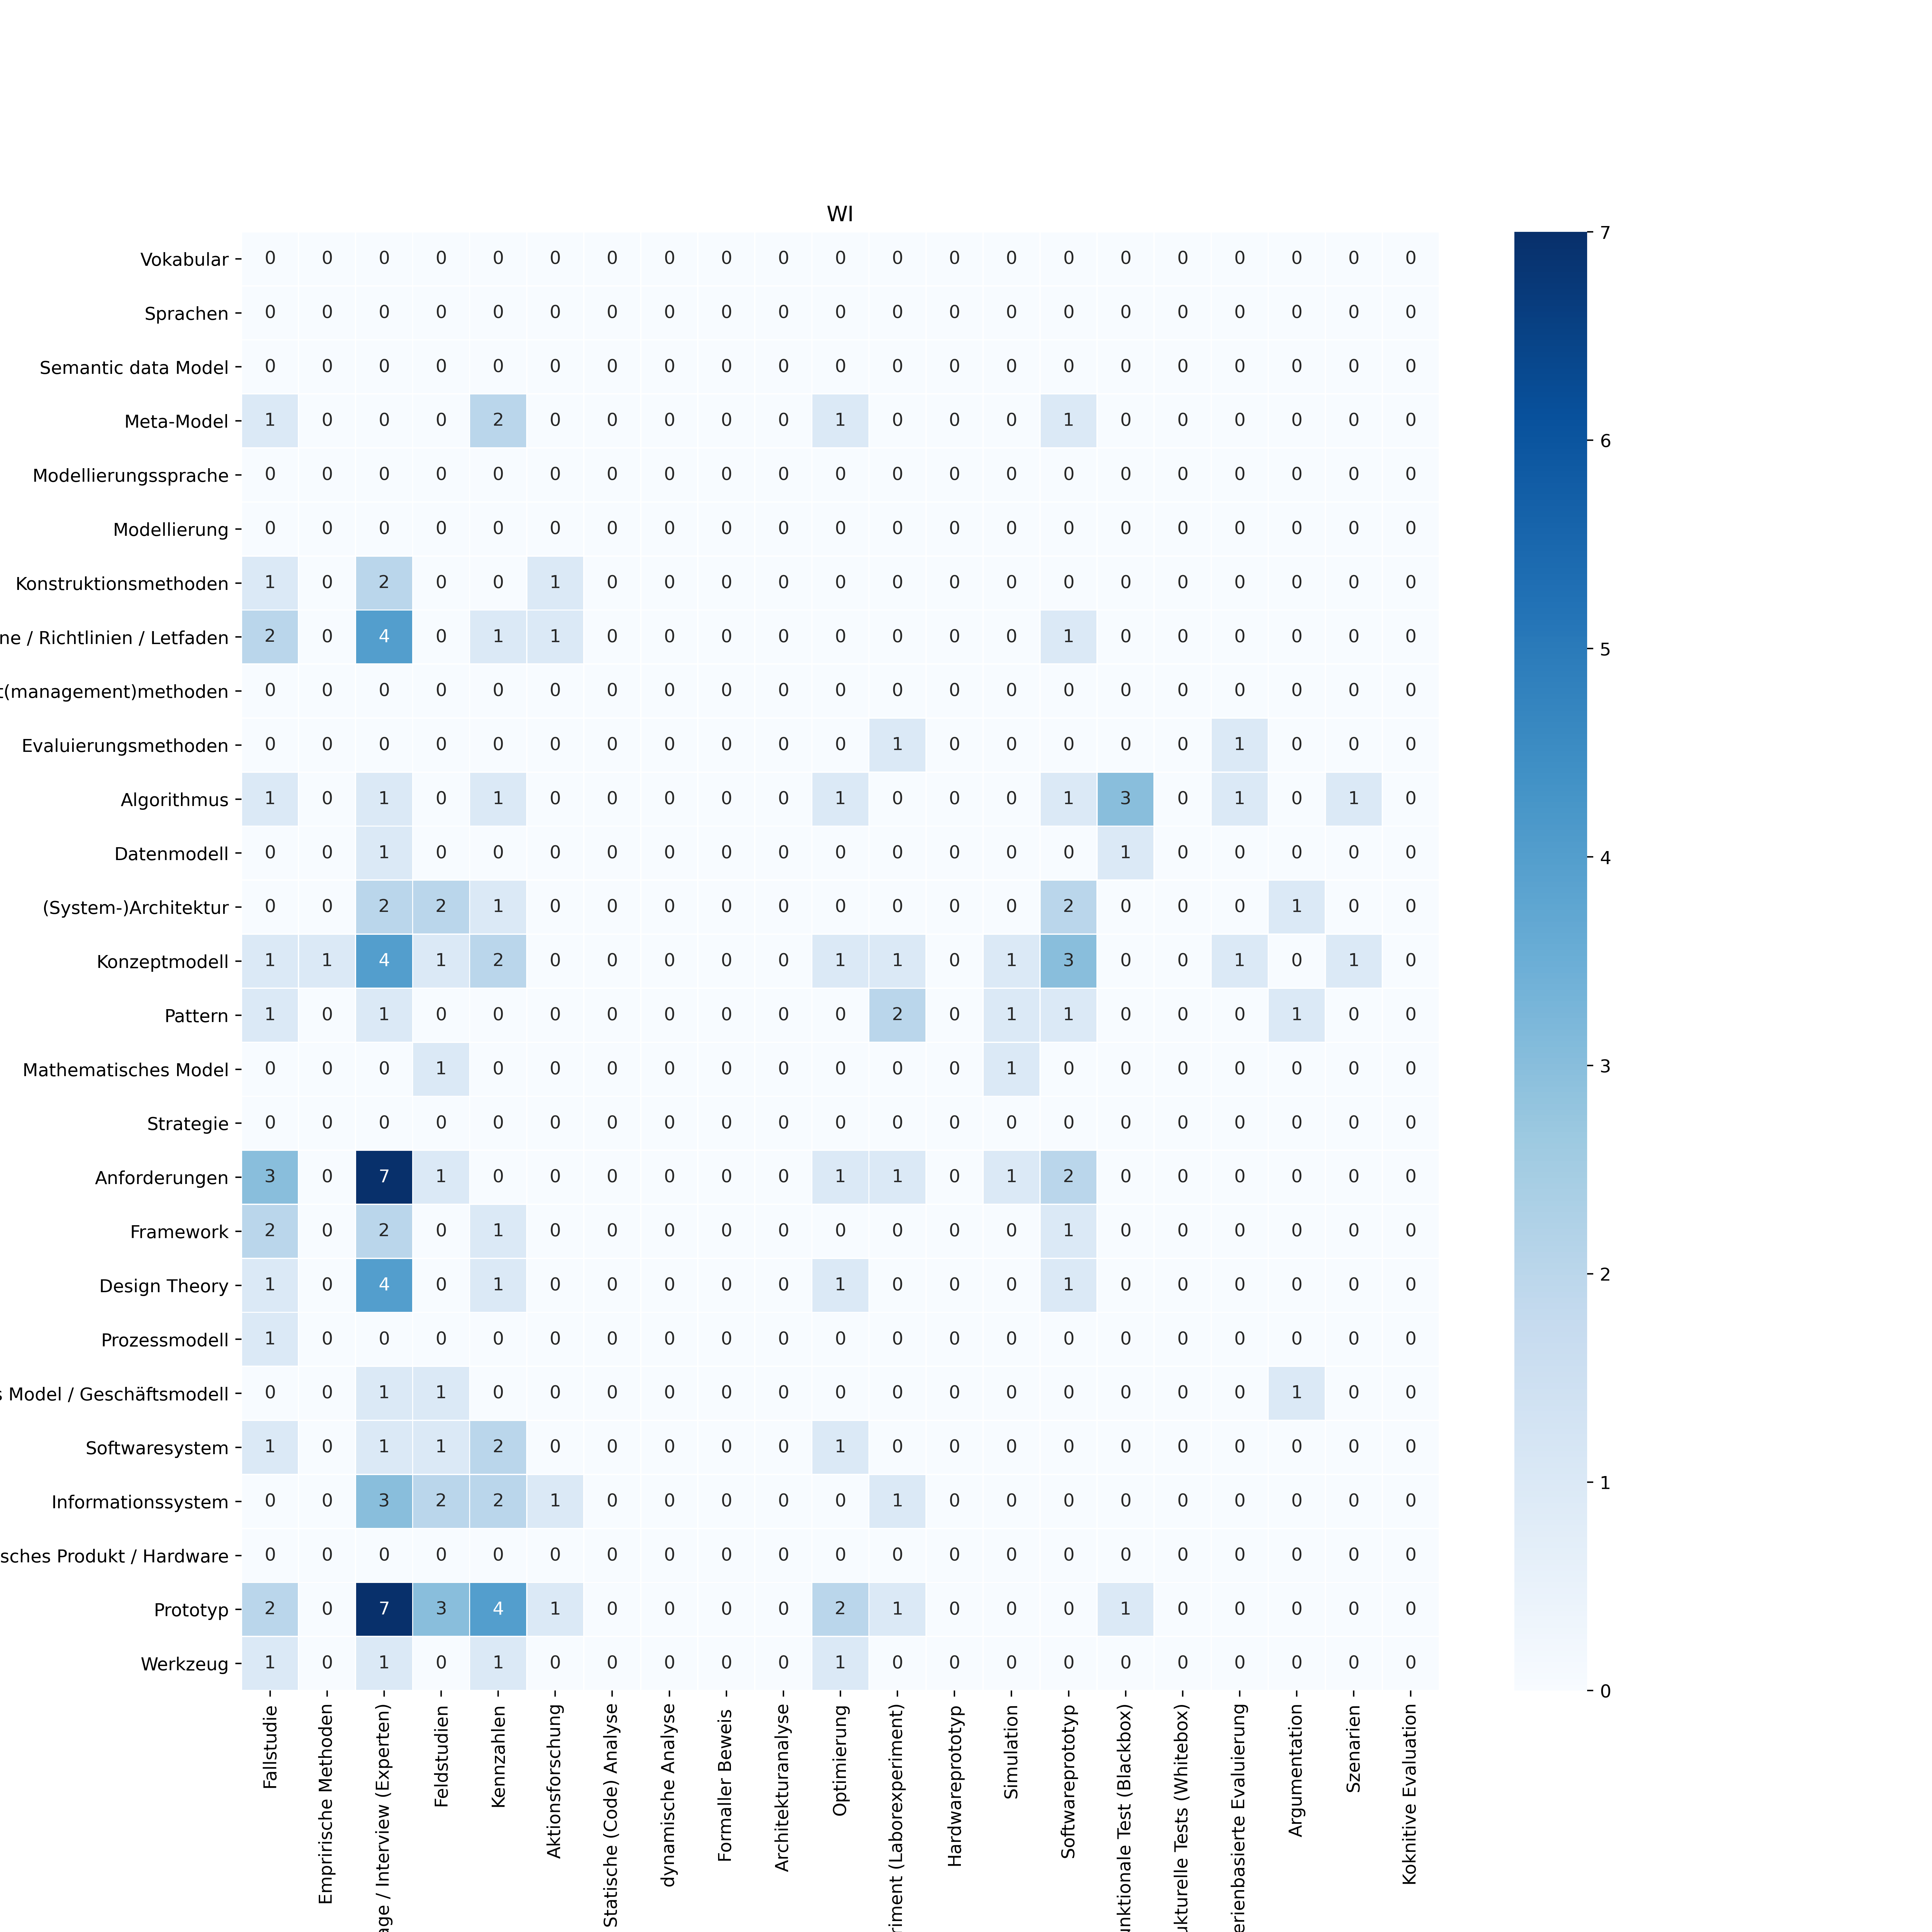 WI
Vokabular 0 0 0 0 0 0 0 0 0 0 0 0 0 0 0 0 0 0 0 0 0
Sprachen 0 0 0 0 0 0 0 0 0 0 0 0 0 0 0 0 0 0 0 0 0
Semantic data Model 0 0 0 0 0 0 0 0 0 0 0 0 0 0 0 0 0 0 0 0 0
Meta-Model 1 0 0 0 2 0 0 0 0 0 1 0 0 0 1 0 0 0 0 0 0
Modellierungssprache 0 0 0 0 0 0 0 0 0 0 0 0 0 0 0 0 0 0 0 0 0
Modellierung 0 0 0 0 0 0 0 0 0 0 0 0 0 0 0 0 0 0 0 0 0
Konstruktionsmethoden 1 0 2 0 0 1 0 0 0 0 0 0 0 0 0 0 0 0 0 0 0
ne / Richtlinien / Letfaden 2 0 4 0 1 1 0 0 0 0 0 0 0 0 1 0 0 0 0 0 0
t(management)methoden 0 0 0 0 0 0 0 0 0 0 0 0 0 0 0 0 0 0 0 0 0
Evaluierungsmethoden 0 0 0 0 0 0 0 0 0 0 0 1 0 0 0 0 0 1 0 0 0
Algorithmus 1 0 1 0 1 0 0 0 0 0 1 0 0 0 1 3 0 1 0 1 0
Datenmodell 0 0 1 0 0 0 0 0 0 0 0 0 0 0 0 1 0 0 0 0 0
(System-)Architektur 0 0 2 2 1 0 0 0 0 0 0 0 0 0 2 0 0 0 1 0 0
Konzeptmodell 1 1 4 1 2 0 0 0 0 0 1 1 0 1 3 0 0 1 0 1 0
Pattern 1 0 1 0 0 0 0 0 0 0 0 2 0 1 1 0 0 0 1 0 0
Mathematisches Model 0 0 0 1 0 0 0 0 0 0 0 0 0 1 0 0 0 0 0 0 0
Strategie 0 0 0 0 0 0 0 0 0 0 0 0 0 0 0 0 0 0 0 0 0
Anforderungen 3 0 7 1 0 0 0 0 0 0 1 1 0 1 2 0 0 0 0 0 0
Framework 2 0 2 0 1 0 0 0 0 0 0 0 0 0 1 0 0 0 0 0 0
Design Theory 1 0 4 0 1 0 0 0 0 0 1 0 0 0 1 0 0 0 0 0 0
Prozessmodell 1 0 0 0 0 0 0 0 0 0 0 0 0 0 0 0 0 0 0 0 0
s Model / Geschäftsmodell 0 0 1 1 0 0 0 0 0 0 0 0 0 0 0 0 0 0 1 0 0
Softwaresystem 1 0 1 1 2 0 0 0 0 0 1 0 0 0 0 0 0 0 0 0 0
Informationssystem 0 0 3 2 2 1 0 0 0 0 0 1 0 0 0 0 0 0 0 0 0
sches Produkt / Hardware 0 0 0 0 0 0 0 0 0 0 0 0 0 0 0 0 0 0 0 0 0
Prototyp 2 0 7 3 4 1 0 0 0 0 2 1 0 0 0 1 0 0 0 0 0
Werkzeug 1 0 1 0 1 0 0 0 0 0 1 0 0 0 0 0 0 0 0 0 0
Fallstudie
Emprirische Methoden
age / Interview (Experten)
Feldstudien
Kennzahlen
Aktionsforschung
Statische (Code) Analyse
dynamische Analyse
Formaller Beweis
Architekturanalyse
Optimierung
riment (Laborexperiment)
Hardwareprototyp
Simulation
Softwareprototyp
unktionale Test (Blackbox)
ukturelle Tests (Whitebox)
erienbasierte Evaluierung
Argumentation
Szenarien
Koknitive Evaluation
7
6
5
4
3
2
1
0